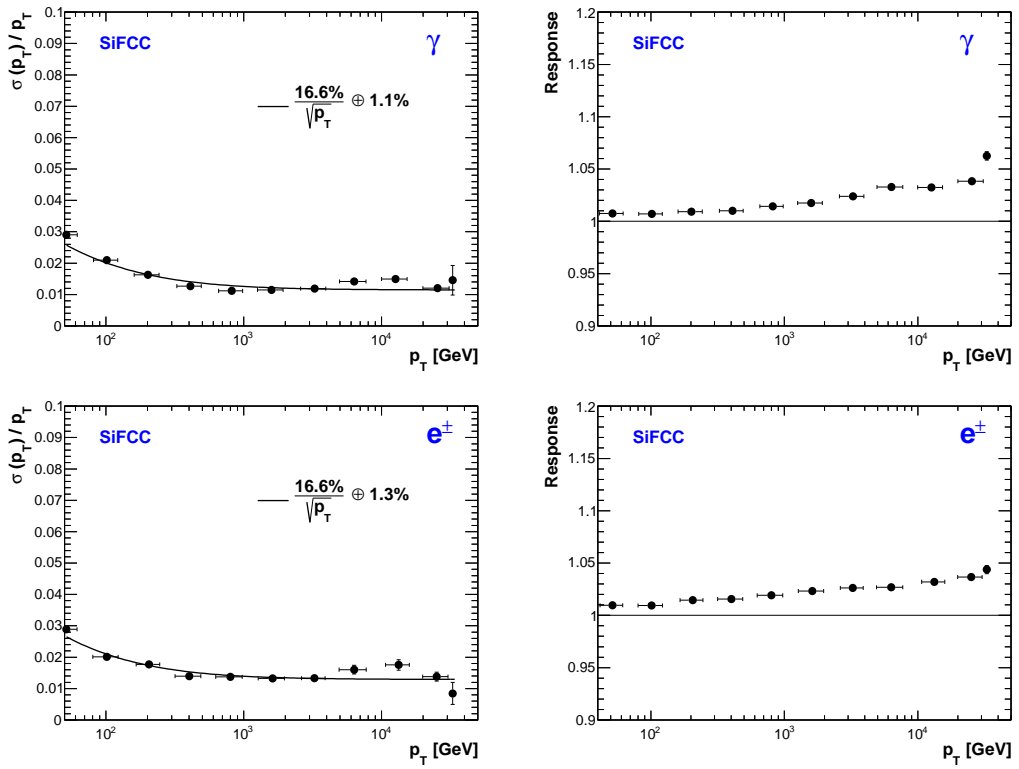 σ (p_T) / p_T
0.1
0.09
0.08
0.07
0.06
0.05
0.04
0.03
0.02
0.01
0
SiFCC
γ
16.6%
√p_T ⊕ 1.1%
10²
10³
10⁴
p_T [GeV]
Response
1.2
1.15
1.1
1.05
1
0.95
0.9
SiFCC
γ
10²
10³
10⁴
p_T [GeV]
σ (p_T) / p_T
0.1
0.09
0.08
0.07
0.06
0.05
0.04
0.03
0.02
0.01
0
SiFCC
e±
16.6%
√p_T ⊕ 1.3%
10²
10³
10⁴
p_T [GeV]
Response
1.2
1.15
1.1
1.05
1
0.95
0.9
SiFCC
e±
10²
10³
10⁴
p_T [GeV]